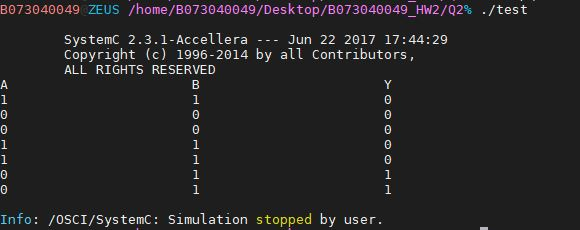 B073040049@ZEUS /home/B073040049/Desktop/B073040049_HW2/Q2% ./test
SystemC 2.3.1-Accellera --- Jun 22 2017 17:44:29
Copyright (c) 1996-2014 by all Contributors,
ALL RIGHTS RESERVED
A B Y
1 1 0
0 0 0
0 0 0
1 1 0
1 1 0
0 1 1
0 1 1
Info: /OSCI/SystemC: Simulation stopped by user.